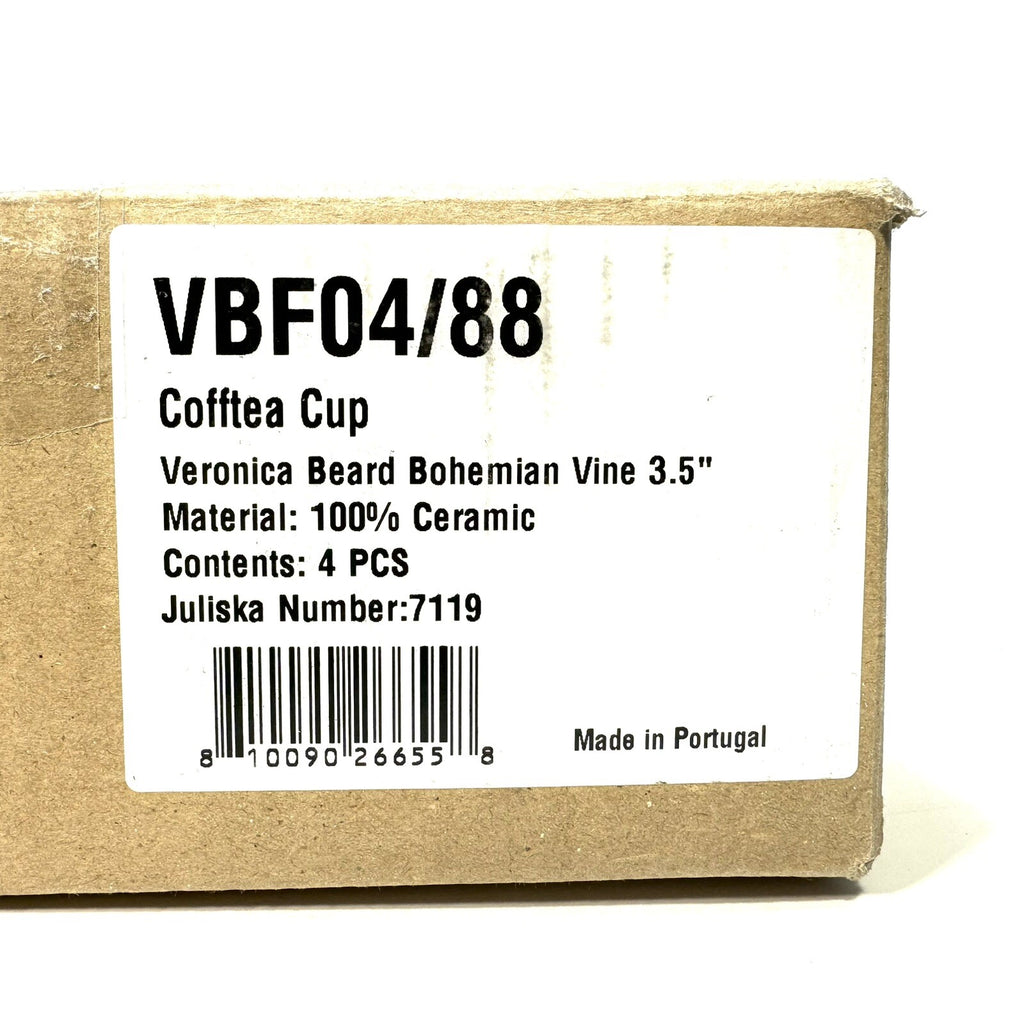 VBF04/88
Cofftea Cup
Veronica Beard Bohemian Vine 3.5"
Material: 100% Ceramic
Contents: 4 PCS
Juliska Number:7119
8 10090 26655 8
Made in Portugal